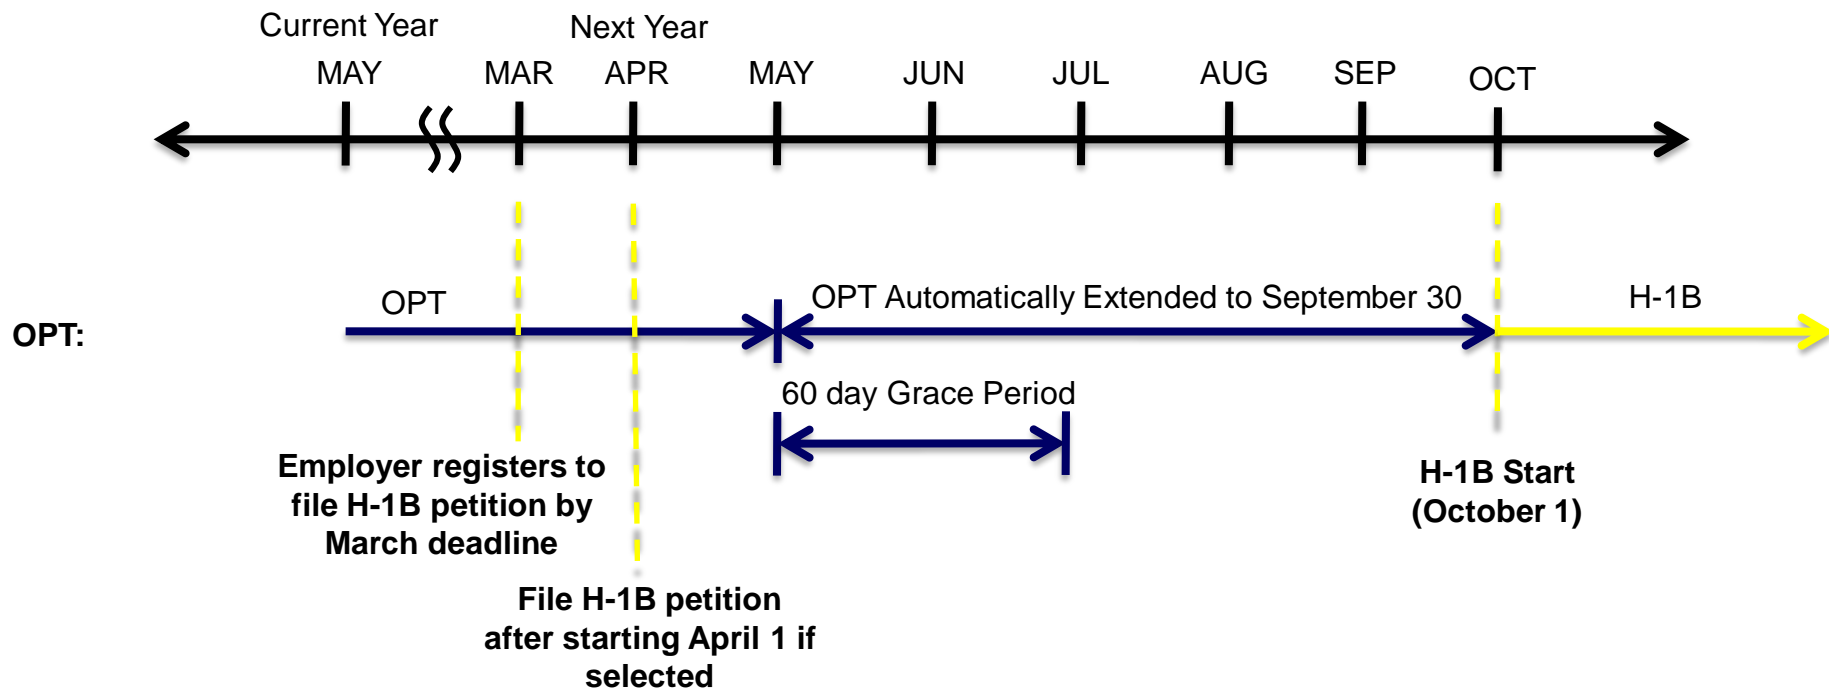 Current Year
Next Year
MAY
MAR
APR
MAY
JUN
JUL
AUG
SEP
OCT
OPT
OPT Automatically Extended to September 30
H-1B
OPT:
60 day Grace Period
Employer registers to
file H-1B petition by
March deadline
H-1B Start
(October 1)
File H-1B petition
after starting April 1 if
selected